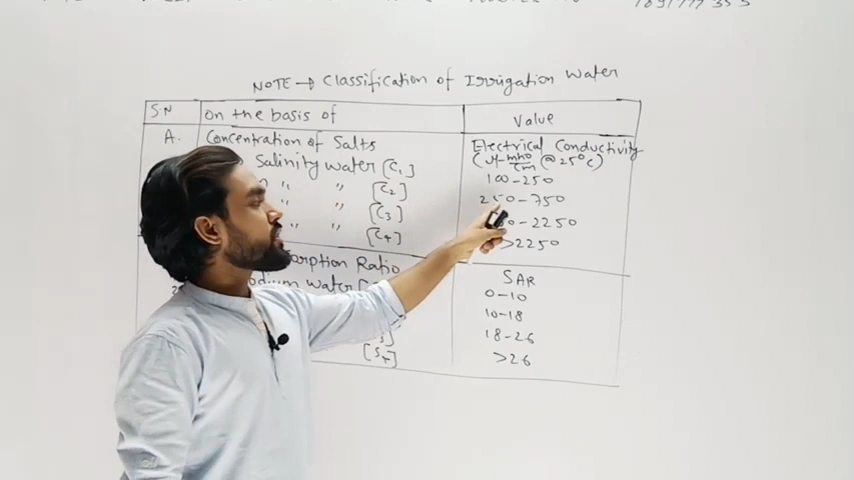 NOTE → Classification of Irrigation Water
SN on the basis of Value
A. Concentration of Salts Electrical Conductivity
(μ-mho/cm @ 25°C)
Salinity water [C1] 100-250
" " [C2] 250-750
" " [C3] -2250
" " [C4] >2250
orption Ratio SAR
odium water [ 0-10
10-18
18-26
[S4] >26